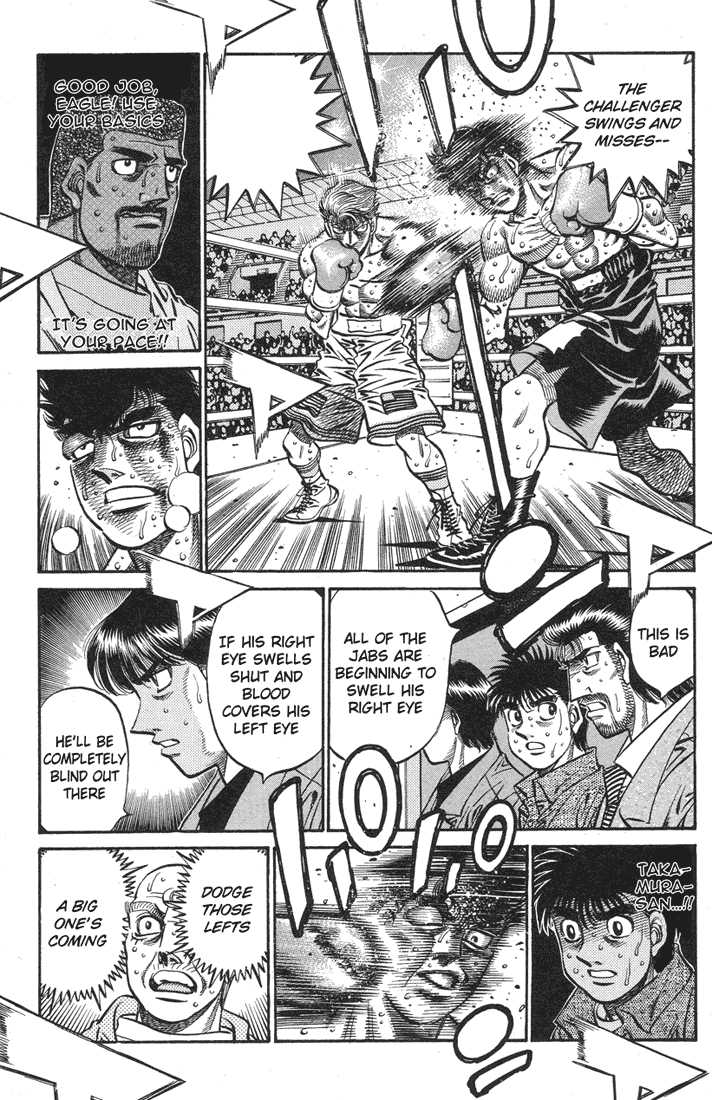 THE
CHALLENGER
SWINGS AND
MISSES--
GOOD JOB,
EAGLE! USE
YOUR BASICS
IT'S GOING AT
YOUR PACE!!
THIS IS
BAD
ALL OF THE
JABS ARE
BEGINNING TO
SWELL HIS
RIGHT EYE
IF HIS RIGHT
EYE SWELLS
SHUT AND
BLOOD
COVERS HIS
LEFT EYE
HE'LL BE
COMPLETELY
BLIND OUT
THERE
TAKA-
MURA-
SAN...!!
DODGE
THOSE
LEFTS
A BIG
ONE'S
COMING